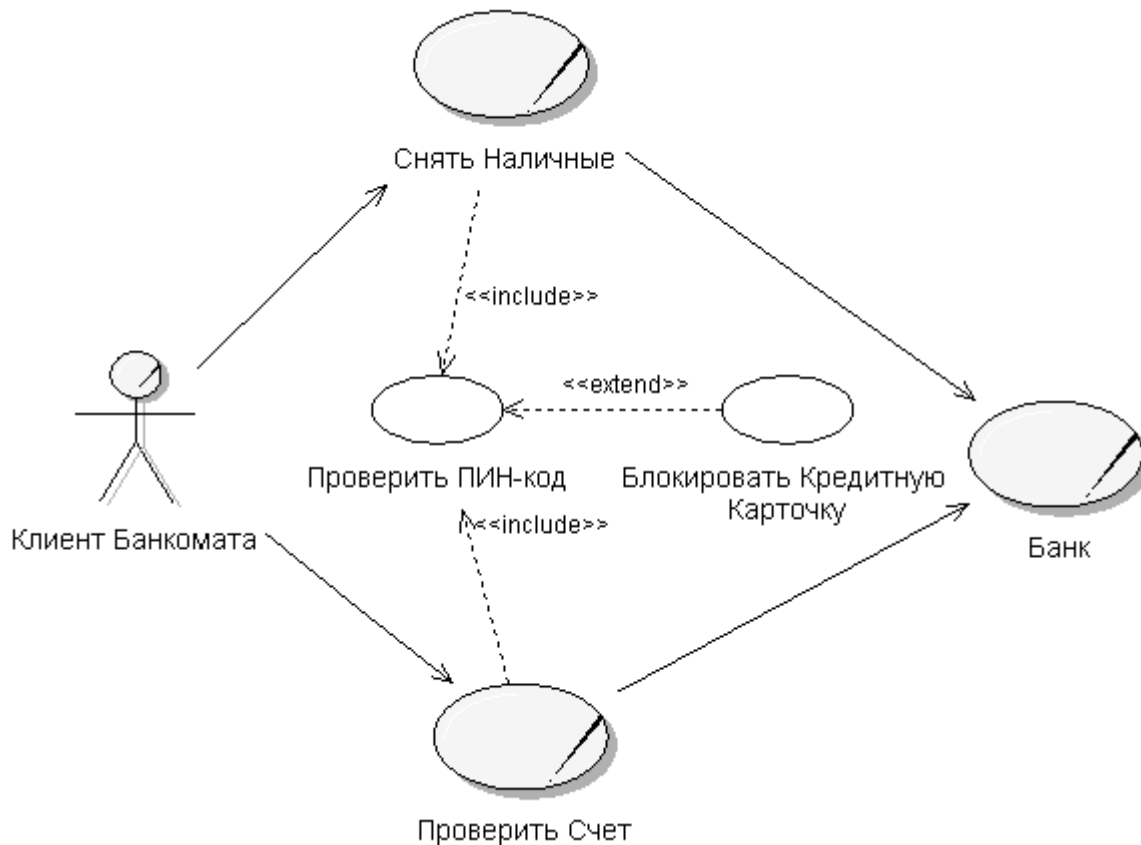 Снять Наличные
<<include>>
<<extend>>
Проверить ПИН-код
Блокировать Кредитную
Карточку
<<include>>
Клиент Банкомата
Банк
Проверить Счет